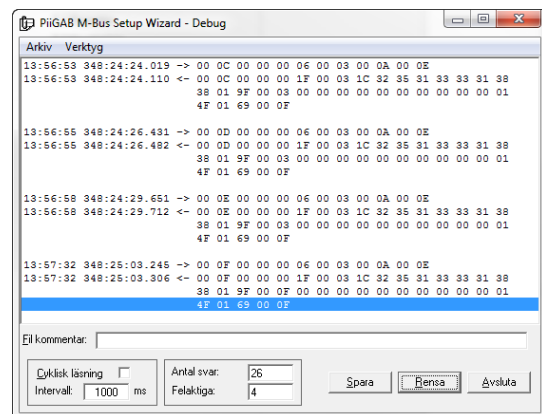 PiiGAB M-Bus Setup Wizard - Debug
Arkiv Verktyg
13:56:53 348:24:24.019 -> 00 0C 00 00 00 06 00 03 00 0A 00 0E
13:56:53 348:24:24.110 <- 00 0C 00 00 00 1F 00 03 1C 32 35 31 33 33 31 38
38 01 9F 00 03 00 00 00 00 00 00 00 00 00 00 01
4F 01 69 00 0F
13:56:55 348:24:26.431 -> 00 0D 00 00 00 06 00 03 00 0A 00 0E
13:56:55 348:24:26.482 <- 00 0D 00 00 00 1F 00 03 1C 32 35 31 33 33 31 38
38 01 9F 00 03 00 00 00 00 00 00 00 00 00 00 01
4F 01 69 00 0F
13:56:58 348:24:29.651 -> 00 0E 00 00 00 06 00 03 00 0A 00 0E
13:56:58 348:24:29.712 <- 00 0E 00 00 00 1F 00 03 1C 32 35 31 33 33 31 38
38 01 9F 00 03 00 00 00 00 00 00 00 00 00 00 01
4F 01 69 00 0F
13:57:32 348:25:03.245 -> 00 0F 00 00 00 06 00 03 00 0A 00 0E
13:57:32 348:25:03.306 <- 00 0F 00 00 00 1F 00 03 1C 32 35 31 33 33 31 38
38 01 9F 00 0F 00 00 00 00 00 00 00 00 00 00 01
4F 01 69 00 0F
Fil kommentar:
Cyklisk läsning
Intervall: 1000 ms
Antal svar: 26
Felaktiga: 4
Spara Rensa Avsluta